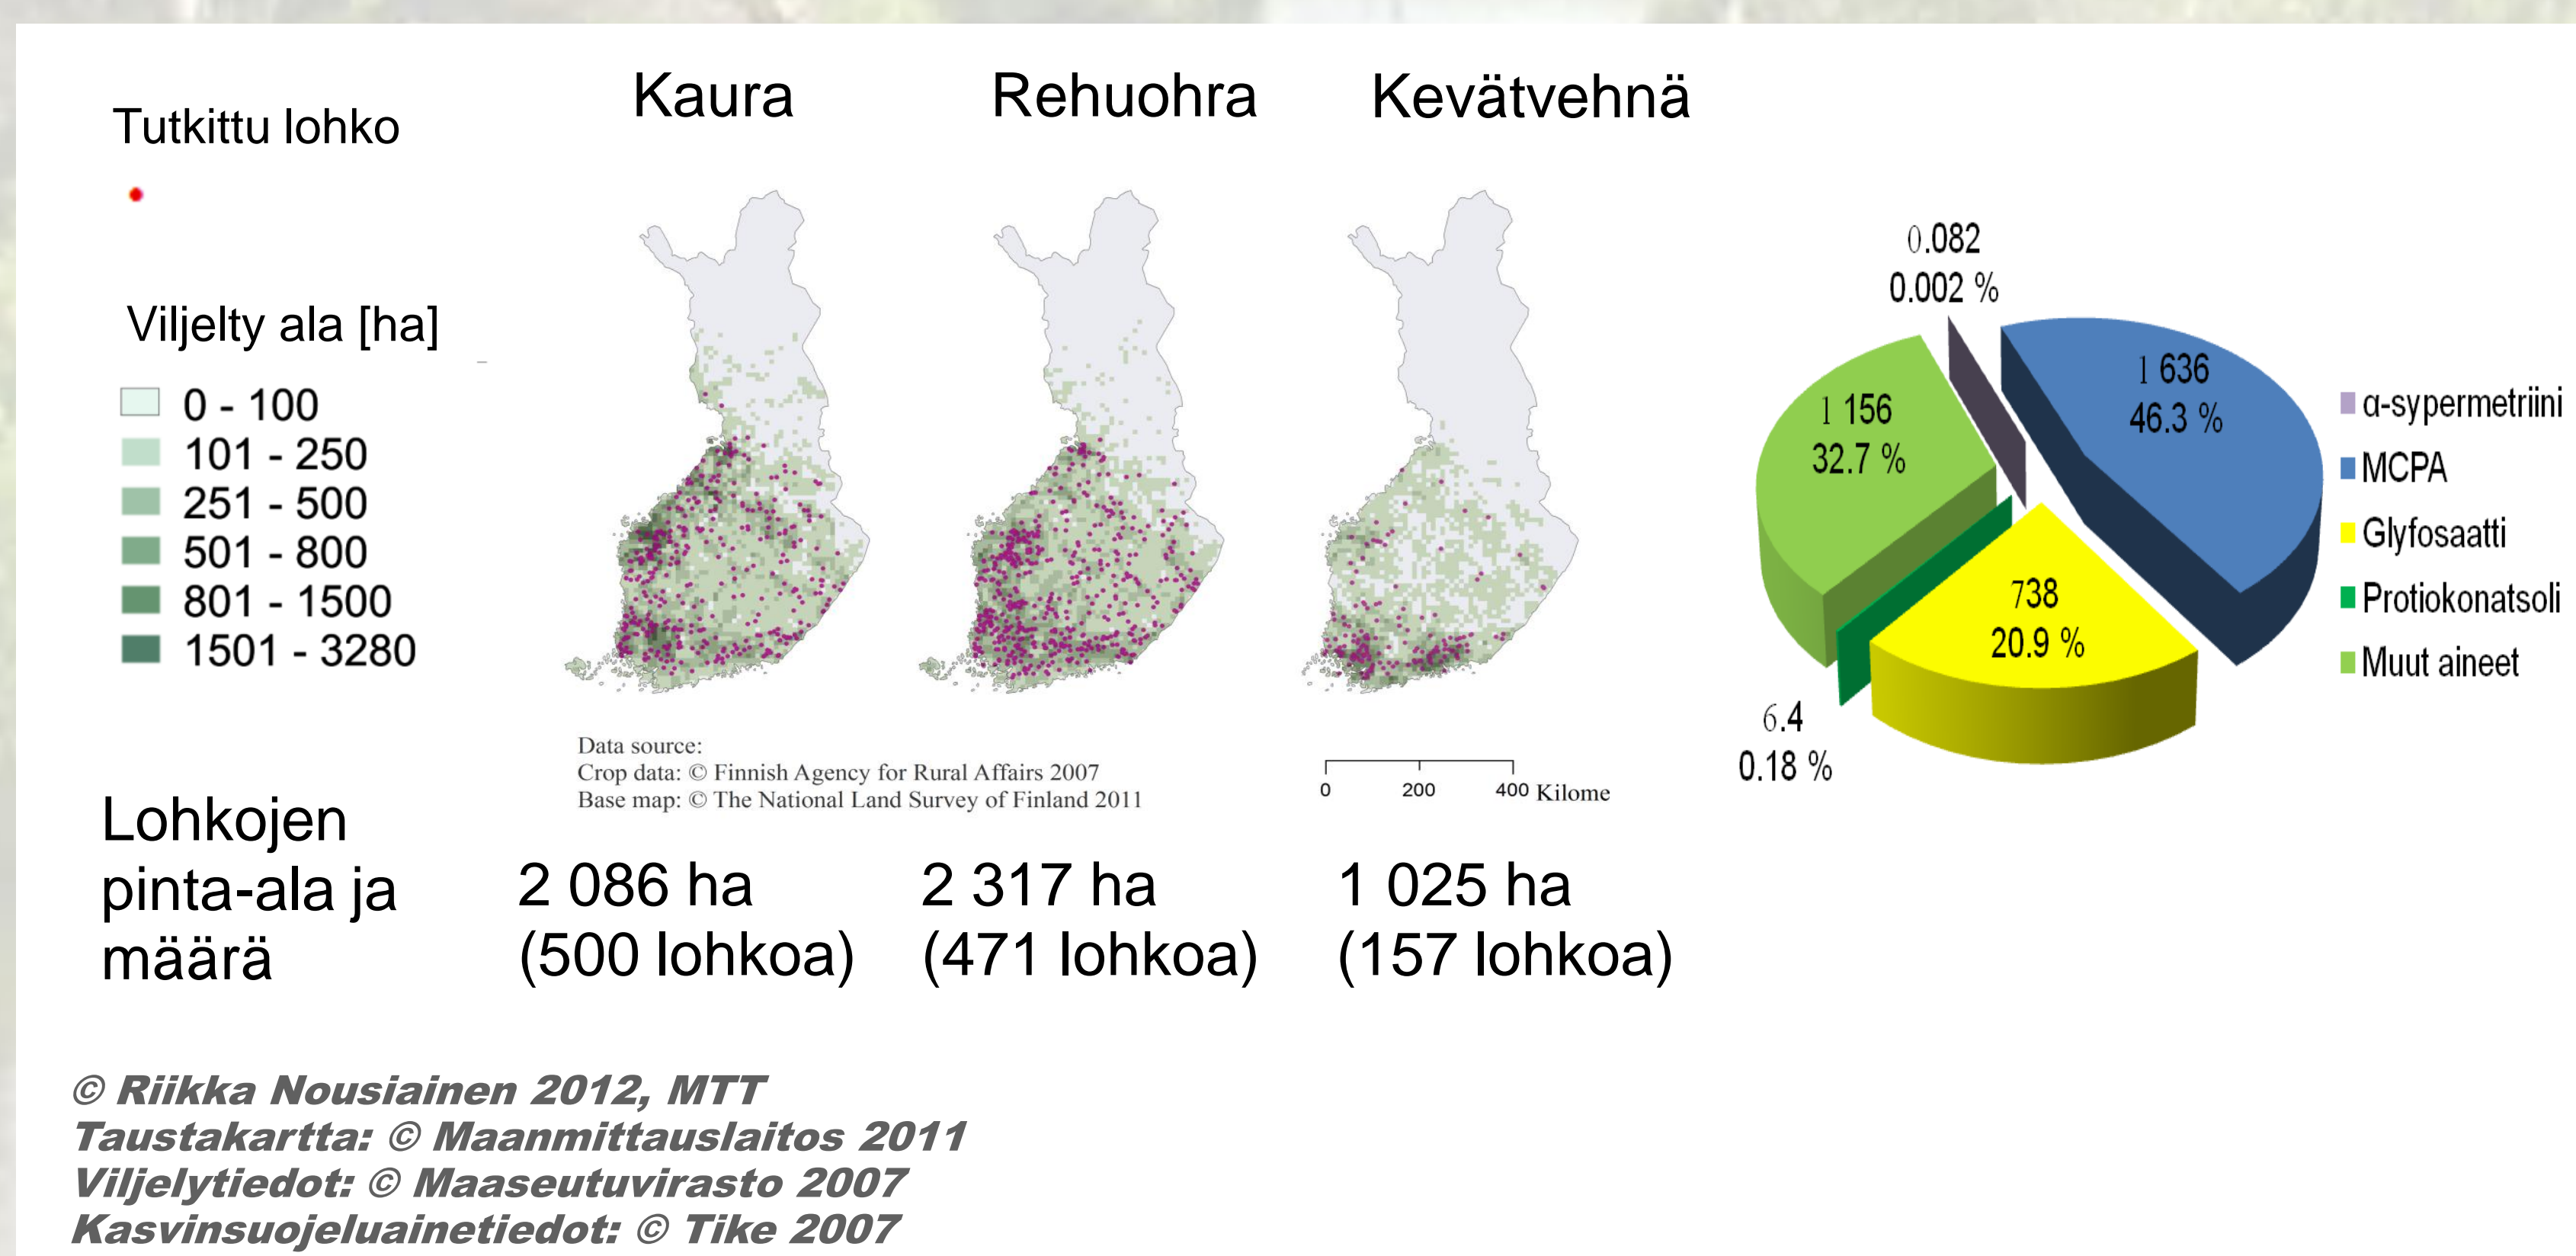 Kaura
Rehuohra
Kevätvehnä
Tutkittu lohko
Viljelty ala [ha]
0 - 100
101 - 250
251 - 500
501 - 800
801 - 1500
1501 - 3280
Data source:
Crop data: © Finnish Agency for Rural Affairs 2007
Base map: © The National Land Survey of Finland 2011
0 200 400 Kilome
0.082
0.002 %
1 636
46.3 %
1 156
32.7 %
738
20.9 %
6.4
0.18 %
α-sypermetriini
MCPA
Glyfosaatti
Protiokonatsoli
Muut aineet
Lohkojen
pinta-ala ja
määrä
2 086 ha
(500 lohkoa)
2 317 ha
(471 lohkoa)
1 025 ha
(157 lohkoa)
© Riikka Nousiainen 2012, MTT
Taustakartta: © Maanmittauslaitos 2011
Viljelytiedot: © Maaseutuvirasto 2007
Kasvinsuojeluainetiedot: © Tike 2007